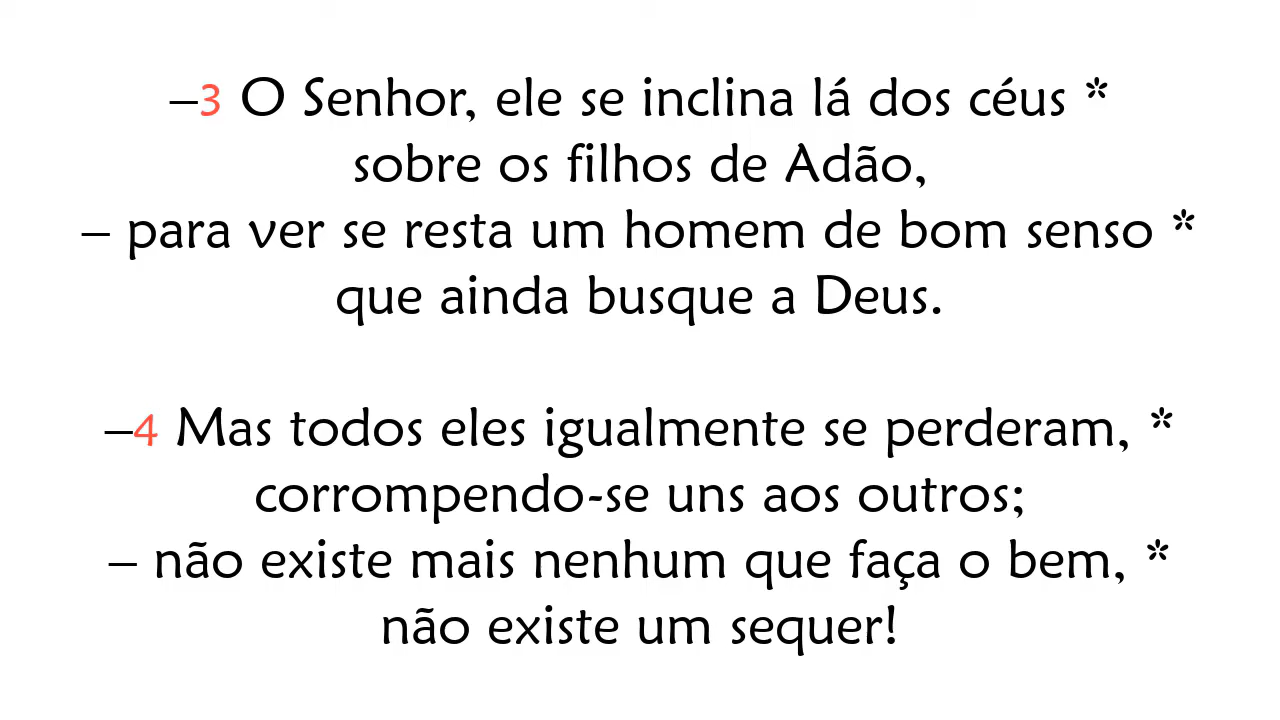 –3 O Senhor, ele se inclina lá dos céus *
sobre os filhos de Adão,
– para ver se resta um homem de bom senso *
que ainda busque a Deus.
–4 Mas todos eles igualmente se perderam, *
corrompendo-se uns aos outros;
– não existe mais nenhum que faça o bem, *
não existe um sequer!